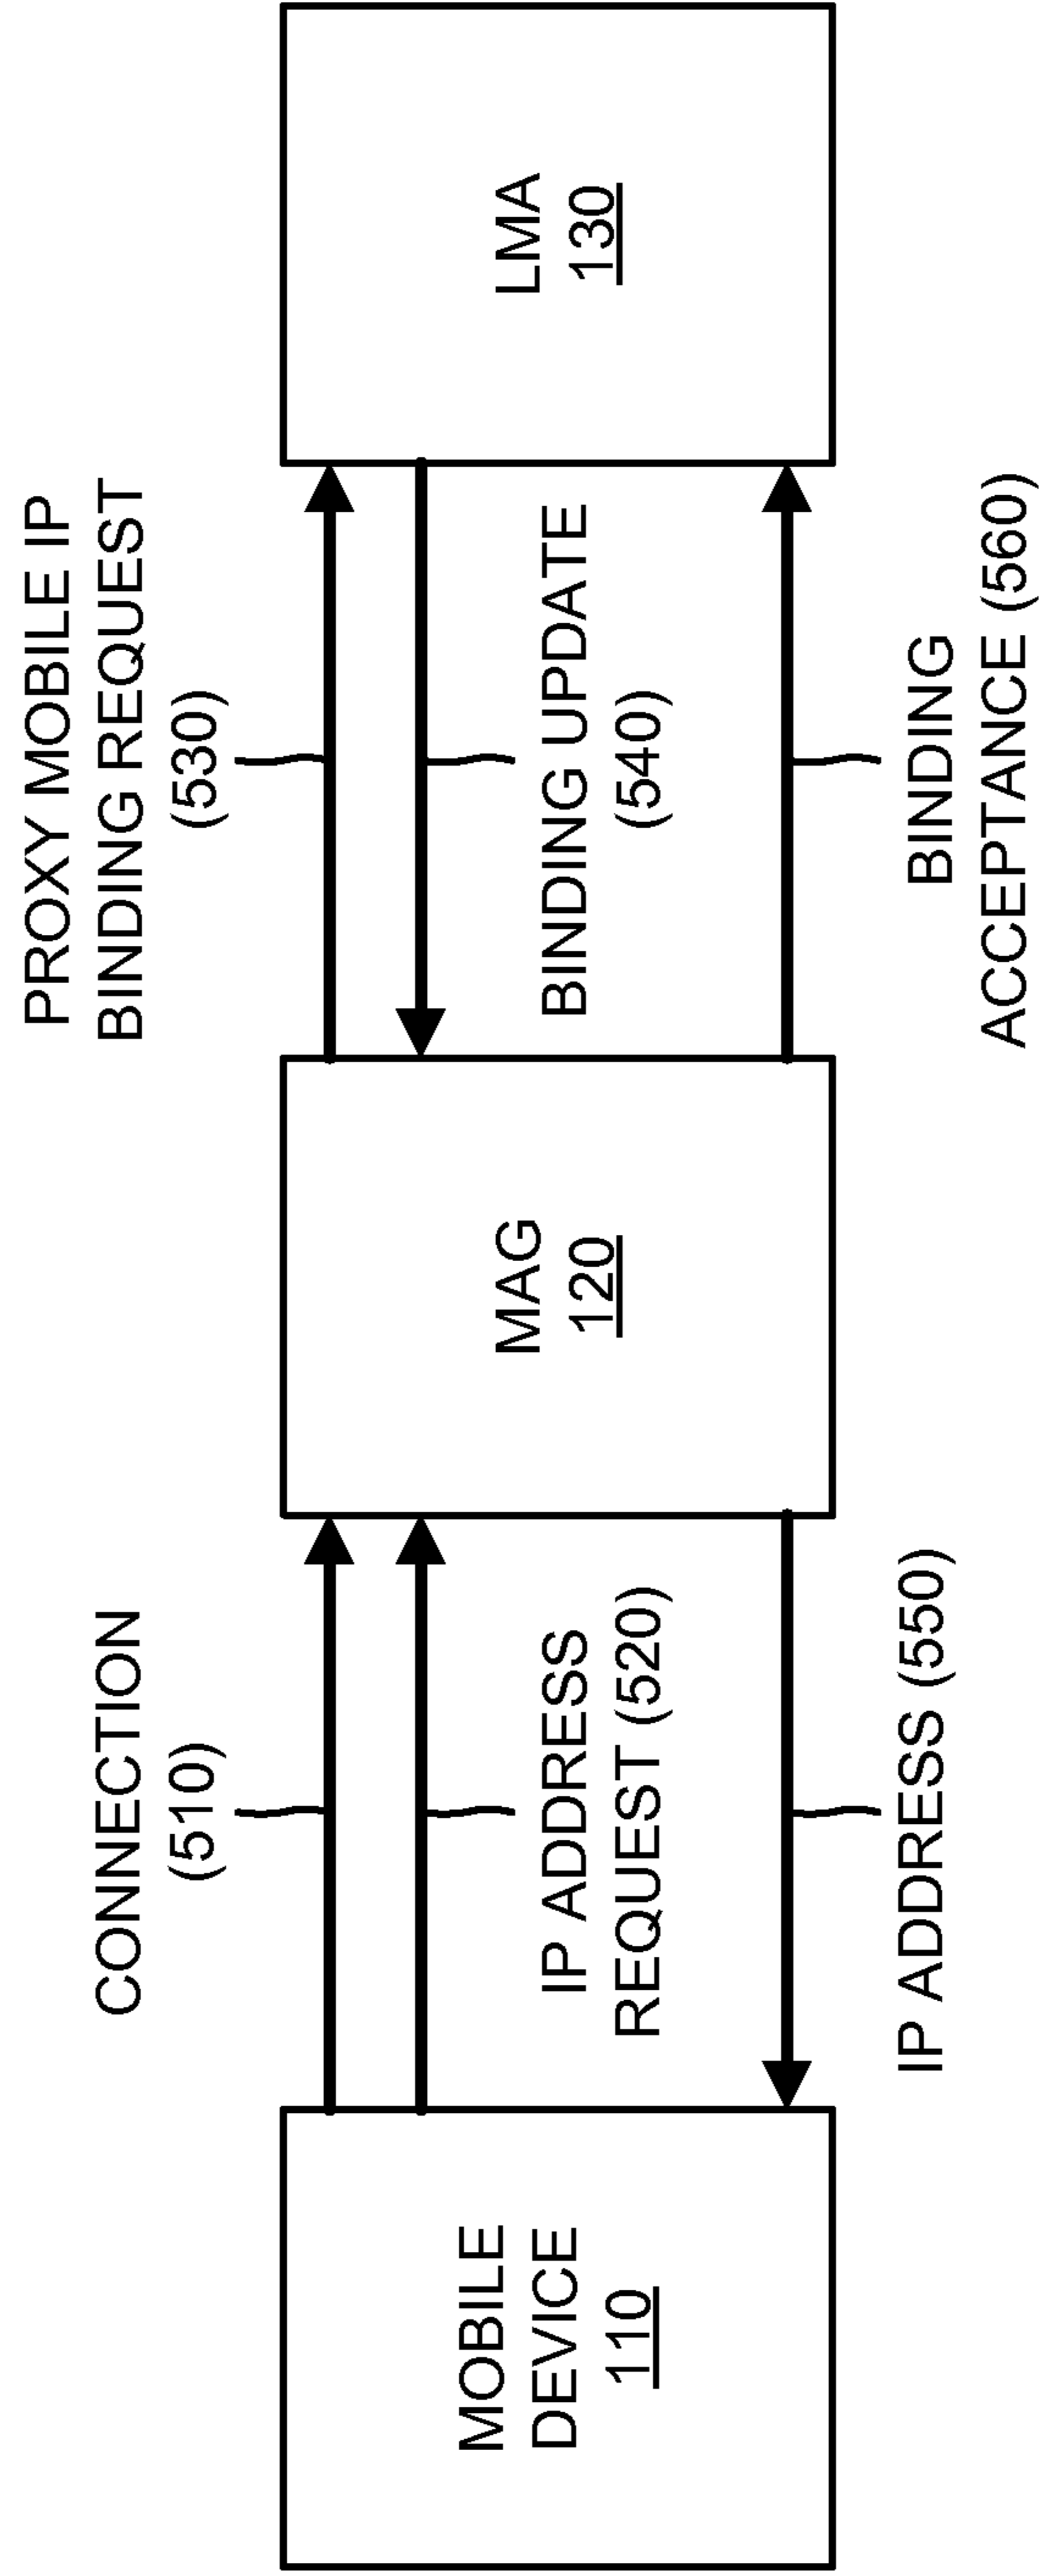 CONNECTION
(510)
PROXY MOBILE IP
BINDING REQUEST
(530)
MOBILE
DEVICE
110
MAG
120
LMA
130
IP ADDRESS
REQUEST (520)
BINDING UPDATE
(540)
IP ADDRESS (550)
BINDING
ACCEPTANCE (560)